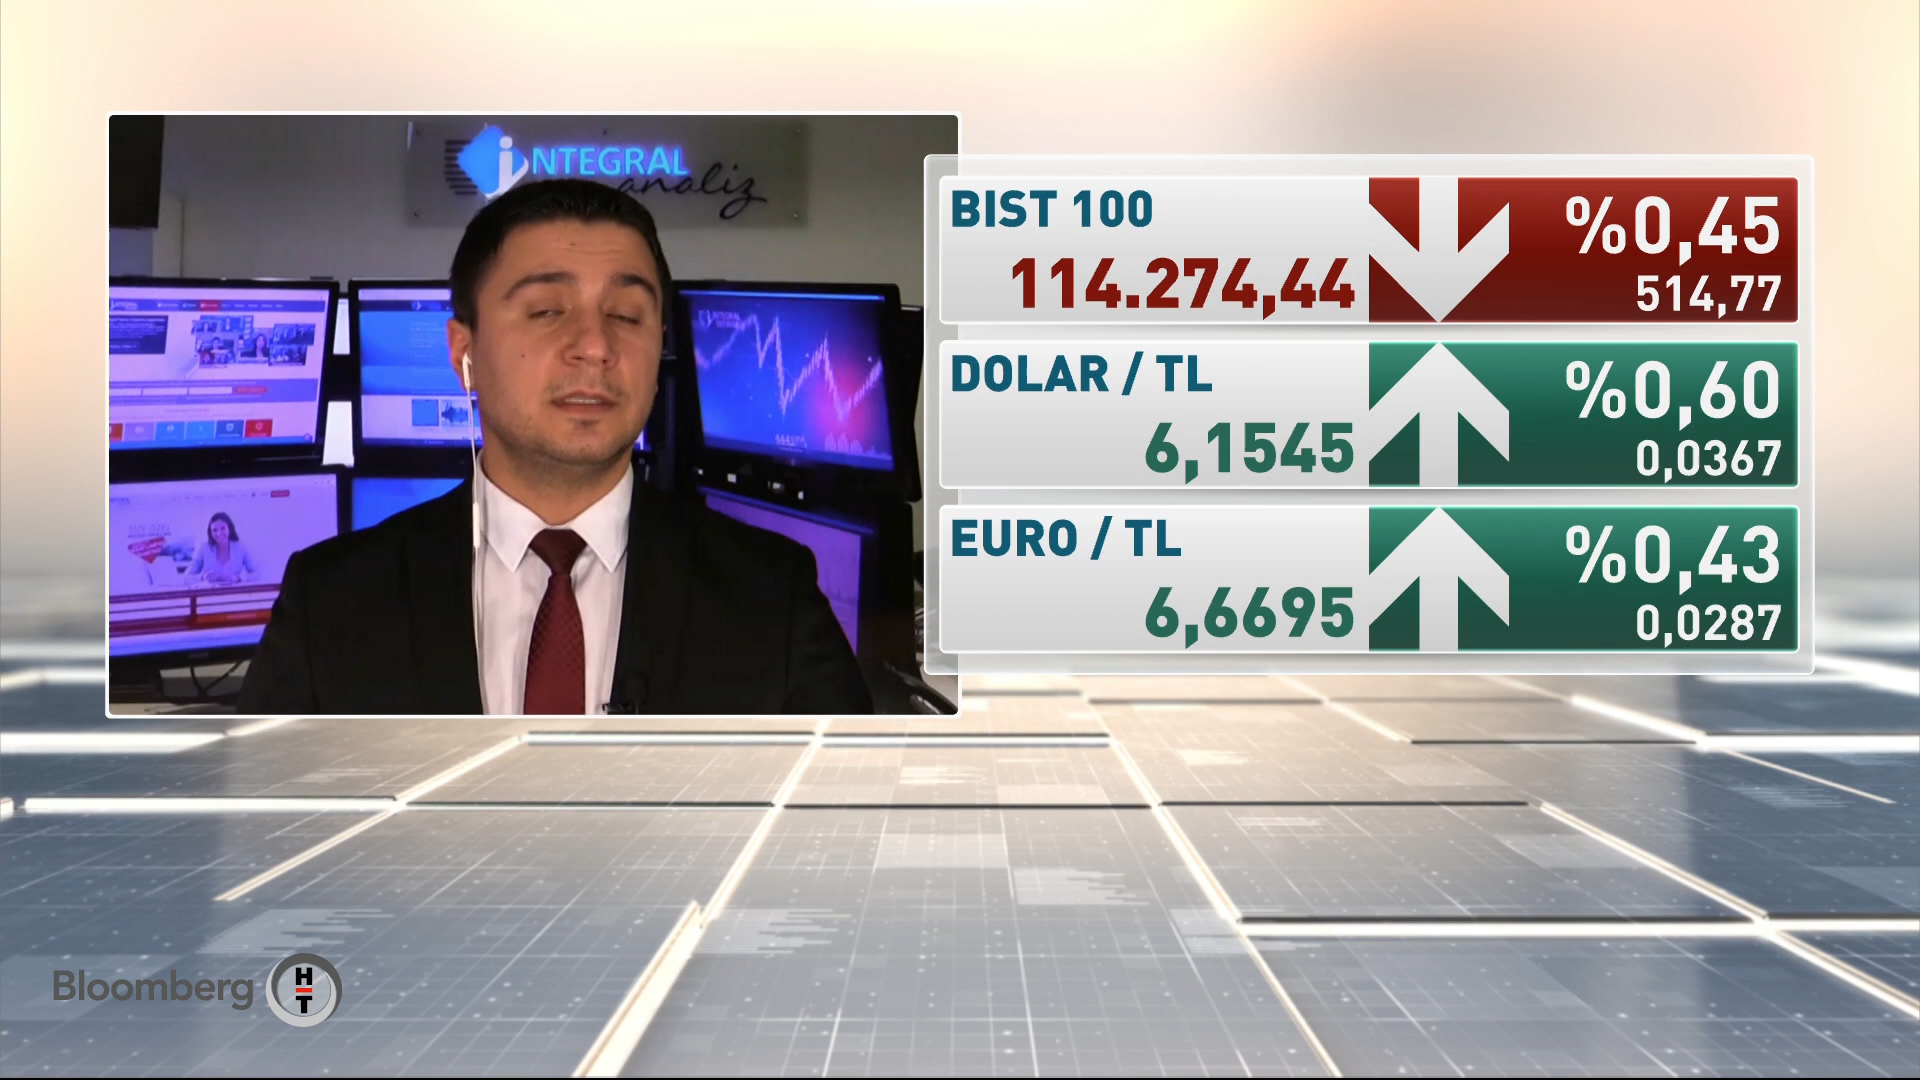 iNTEGRAL
analiz
BIST 100
114.274,44
%0,45
514,77
DOLAR / TL
6,1545
%0,60
0,0367
EURO / TL
6,6695
%0,43
0,0287
Bloomberg HT